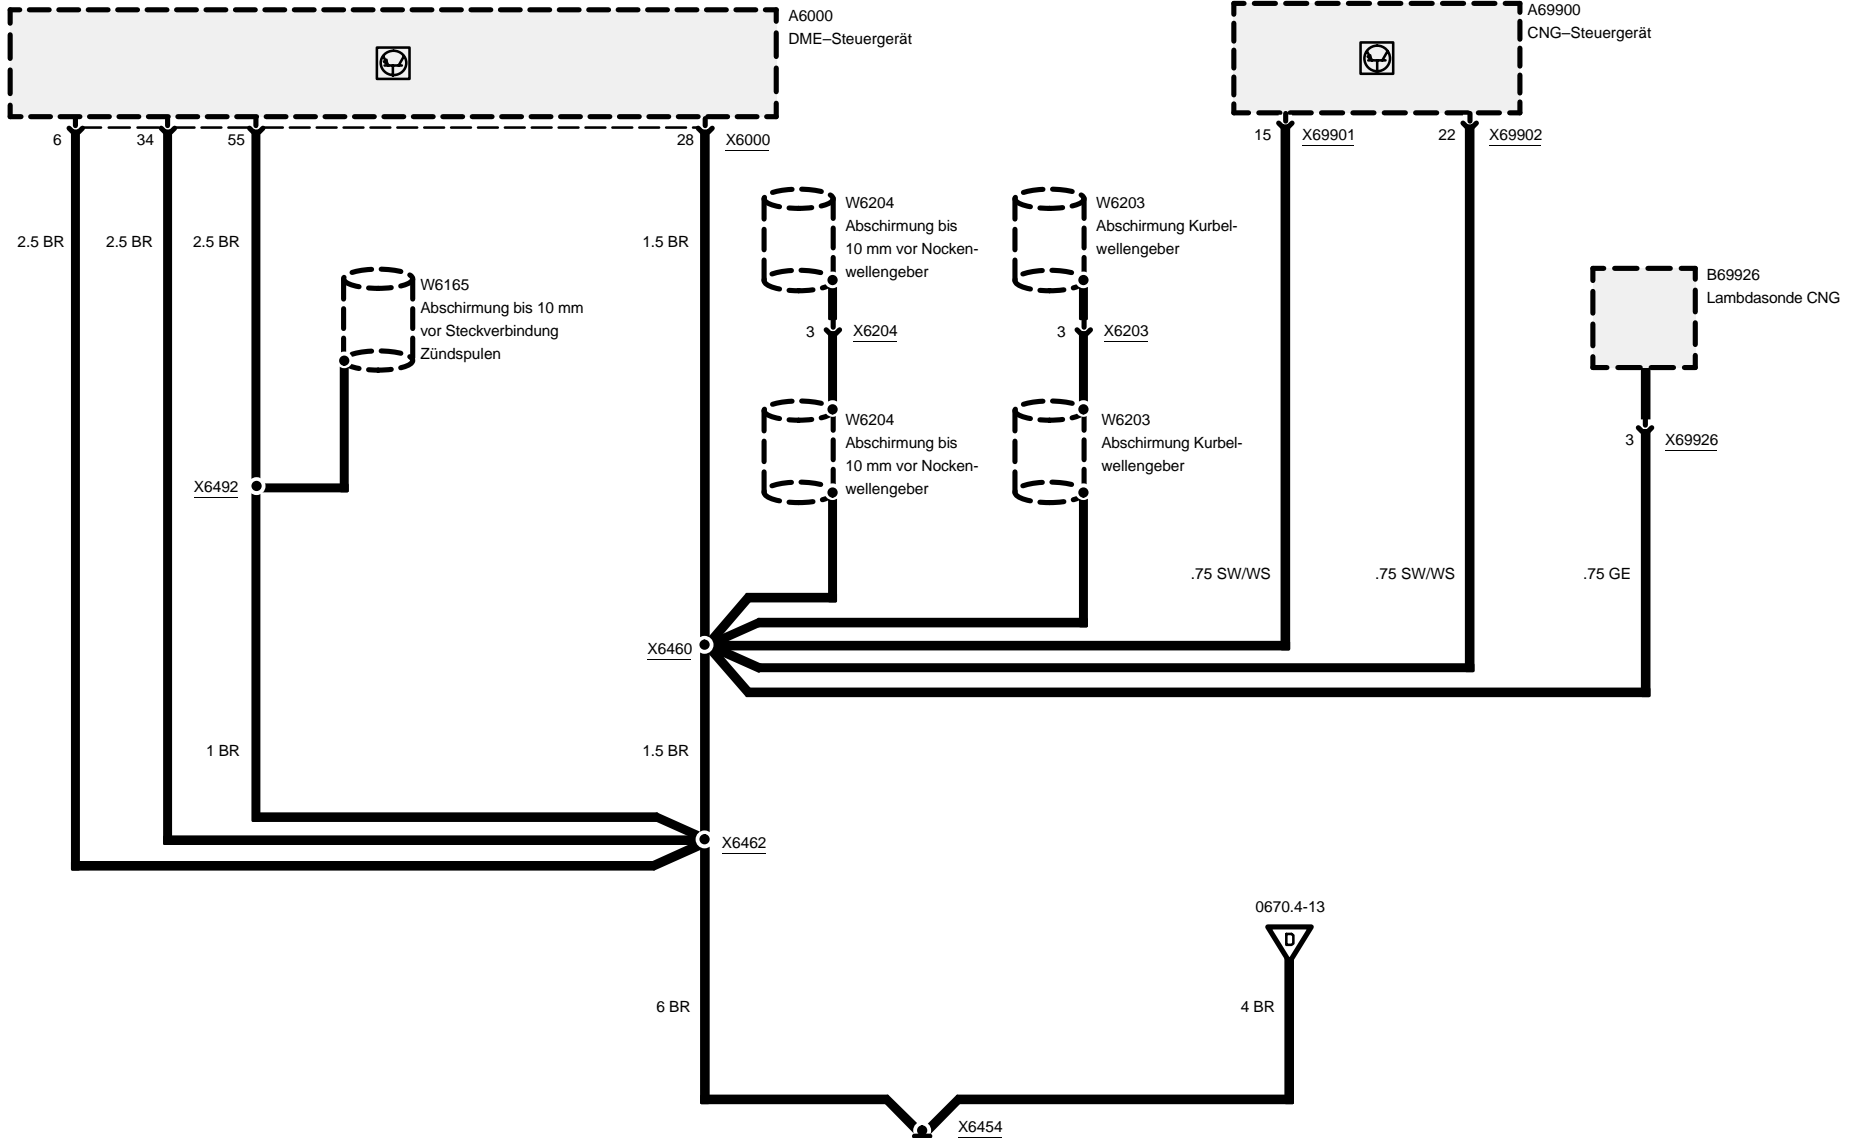 A6000
DME–Steuergerät
A69900
CNG–Steuergerät
6
34
55
28
X6000
15
X69901
22
X69902
2.5 BR
2.5 BR
2.5 BR
1.5 BR
W6204
Abschirmung bis
10 mm vor Nocken-
wellengeber
W6203
Abschirmung Kurbel-
wellengeber
W6165
Abschirmung bis 10 mm
vor Steckverbindung
Zündspulen
B69926
Lambdasonde CNG
3
X6204
3
X6203
W6204
Abschirmung bis
10 mm vor Nocken-
wellengeber
W6203
Abschirmung Kurbel-
wellengeber
3
X69926
X6492
.75 SW/WS
.75 SW/WS
.75 GE
X6460
1 BR
1.5 BR
X6462
0670.4-13
D
6 BR
4 BR
X6454